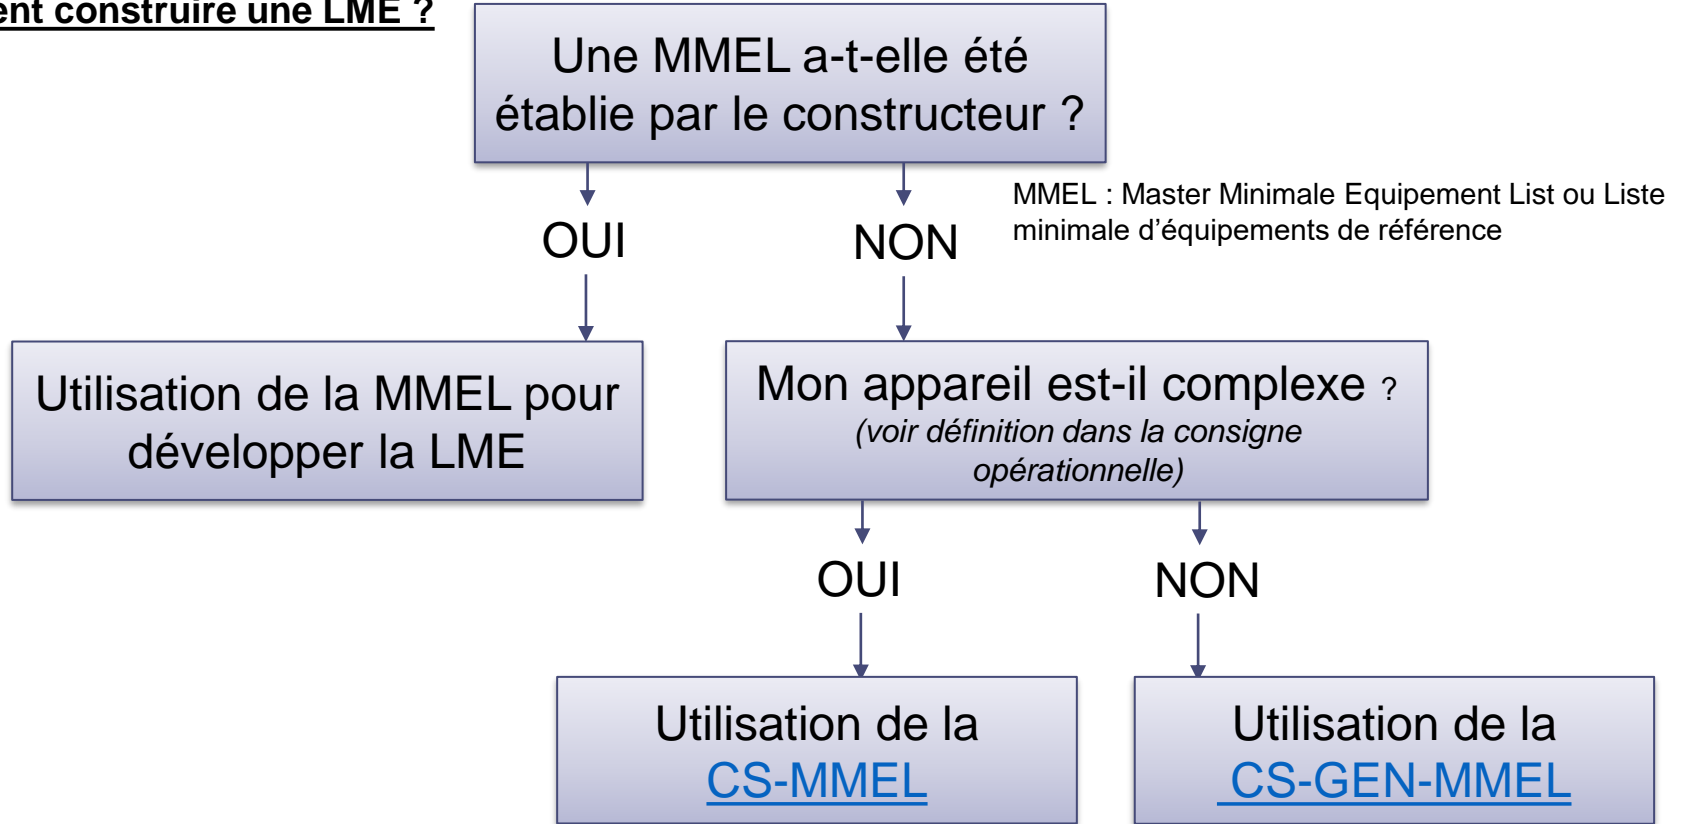 construire une LME ?
Une MMEL a-t-elle été
établie par le constructeur ?
MMEL : Master Minimale Equipement List ou Liste
minimale d’équipements de référence
OUI
NON
Utilisation de la MMEL pour
développer la LME
Mon appareil est-il complexe ?
(voir définition dans la consigne
opérationnelle)
OUI
NON
Utilisation de la
CS-MMEL
Utilisation de la
CS-GEN-MMEL